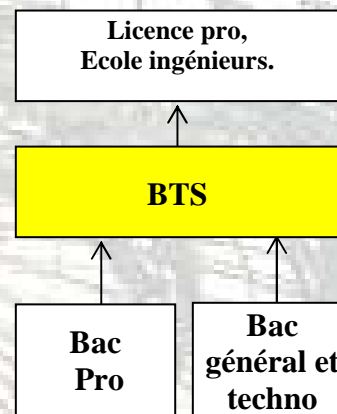 Licence pro,
Ecole ingénieurs.
BTS
Bac
Pro
Bac
général et
techno